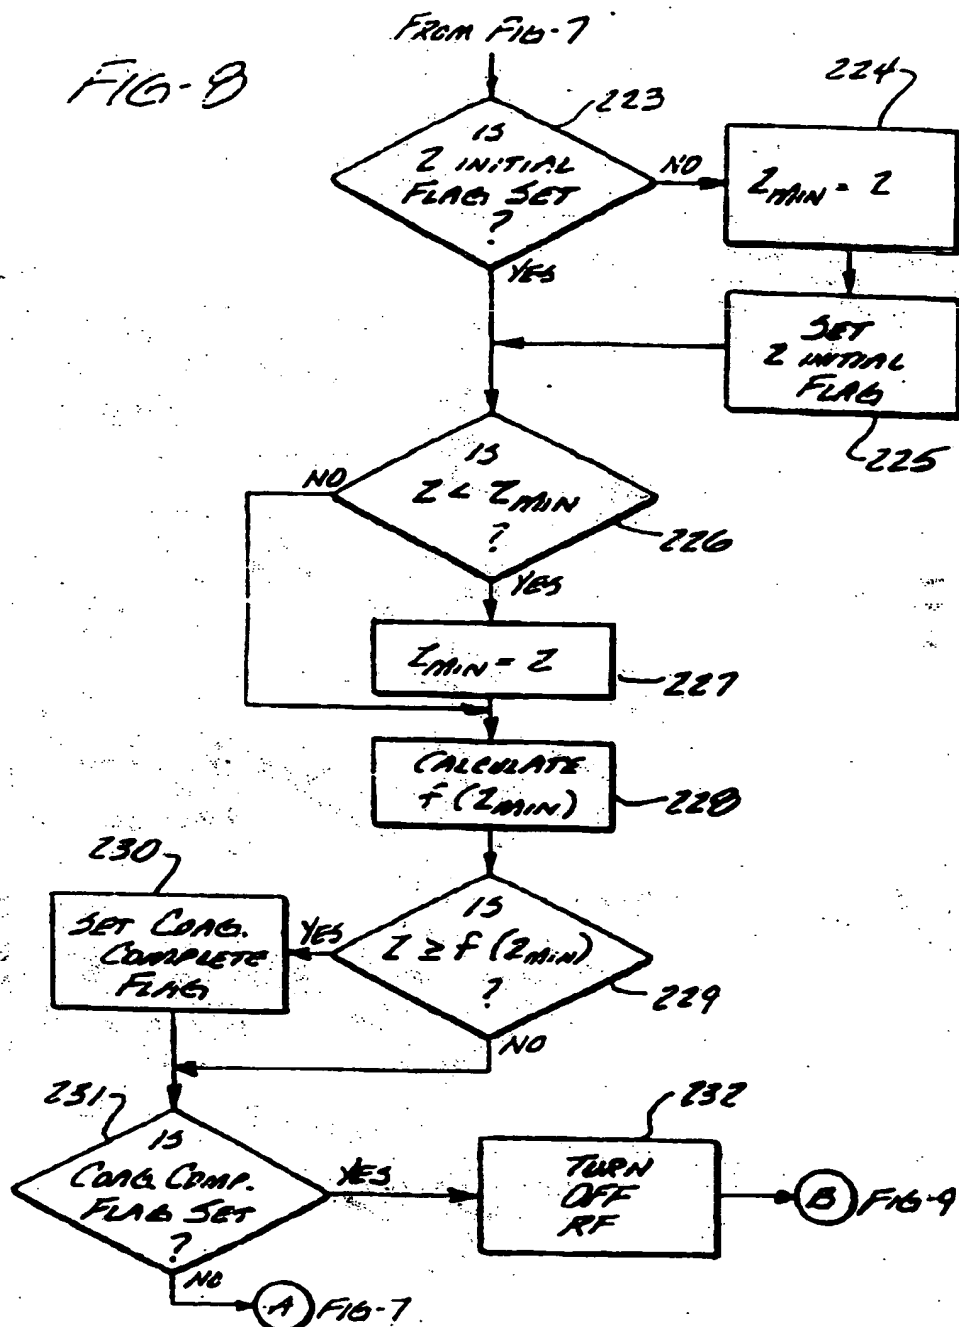 FROM FIG-7
FIG-8
223
IS
Z INITIAL
FLAG SET
?
NO
YES
224
ZMIN = Z
SET
Z INITIAL
FLAG
225
IS
Z < ZMIN
?
NO
YES
226
ZMIN = Z
227
CALCULATE
f (ZMIN)
228
IS
Z ≥ f (ZMIN)
?
YES
NO
229
230
SET COAG.
COMPLETE
FLAG
231
IS
COAG. COMP.
FLAG SET
?
YES
NO
232
TURN
OFF
RF
B FIG-9
A FIG-7